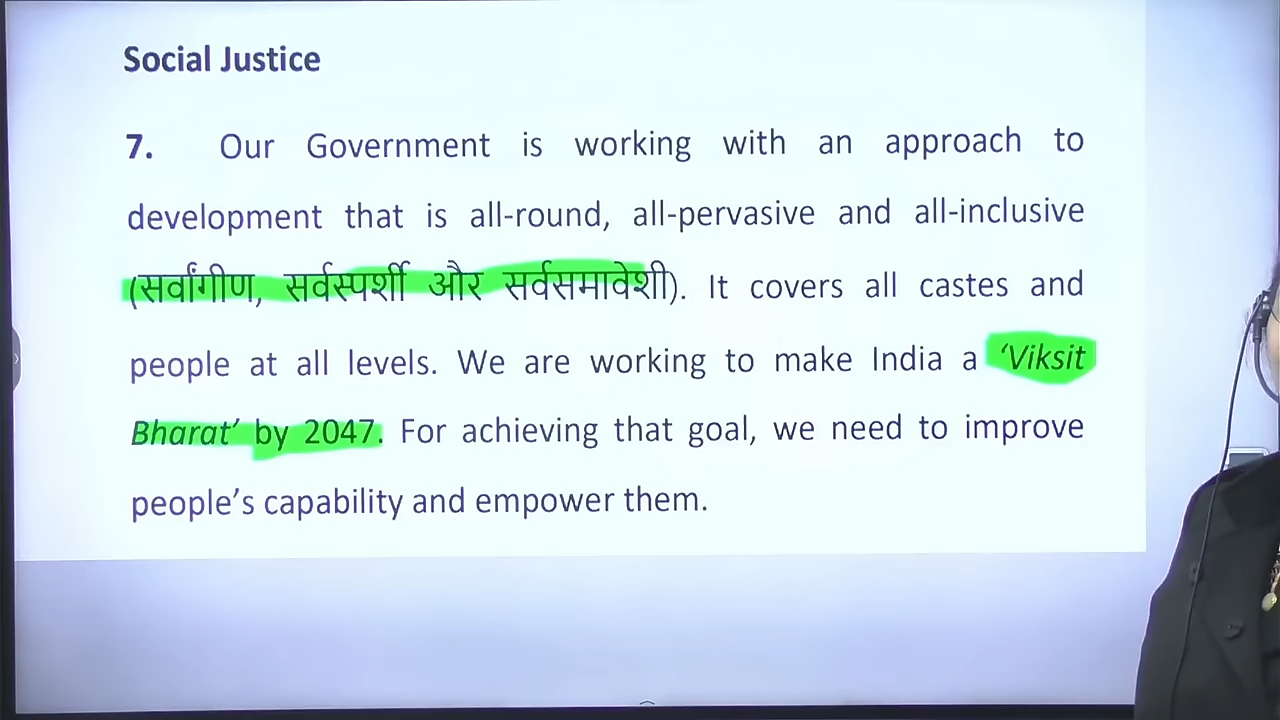 Social Justice
7. Our Government is working with an approach to
development that is all-round, all-pervasive and all-inclusive
(सर्वांगीण, सर्वस्पर्शी और सर्वसमावेशी). It covers all castes and
people at all levels. We are working to make India a ‘Viksit
Bharat’ by 2047. For achieving that goal, we need to improve
people’s capability and empower them.